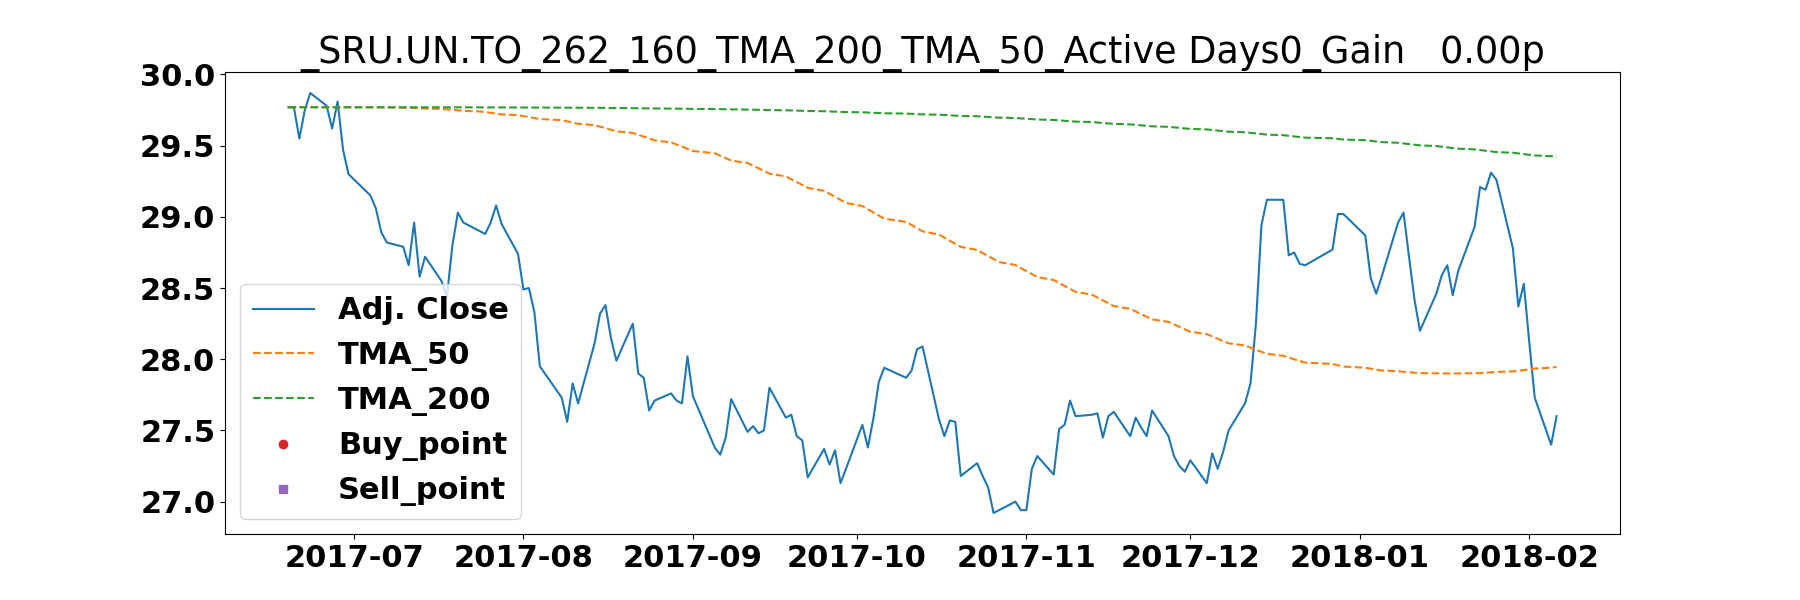 _SRU.UN.TO_262_160_TMA_200_TMA_50_Active Days0_Gain 0.00p
30.0
29.5
29.0
28.5
28.0
27.5
27.0
Adj. Close
TMA_50
TMA_200
Buy_point
Sell_point
2017-07 2017-08 2017-09 2017-10 2017-11 2017-12 2018-01 2018-02